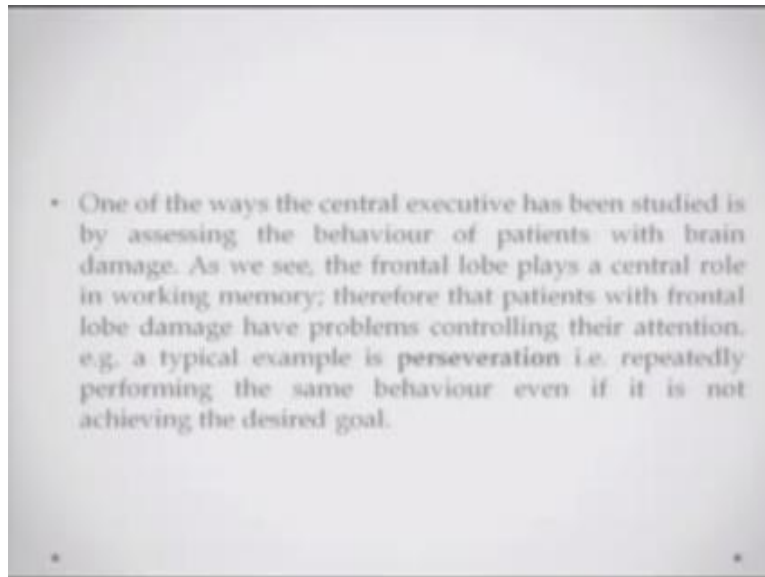 • One of the ways the central executive has been studied is
by assessing the behaviour of patients with brain
damage. As we see, the frontal lobe plays a central role
in working memory; therefore that patients with frontal
lobe damage have problems controlling their attention.
e.g. a typical example is perseveration i.e. repeatedly
performing the same behaviour even if it is not
achieving the desired goal.